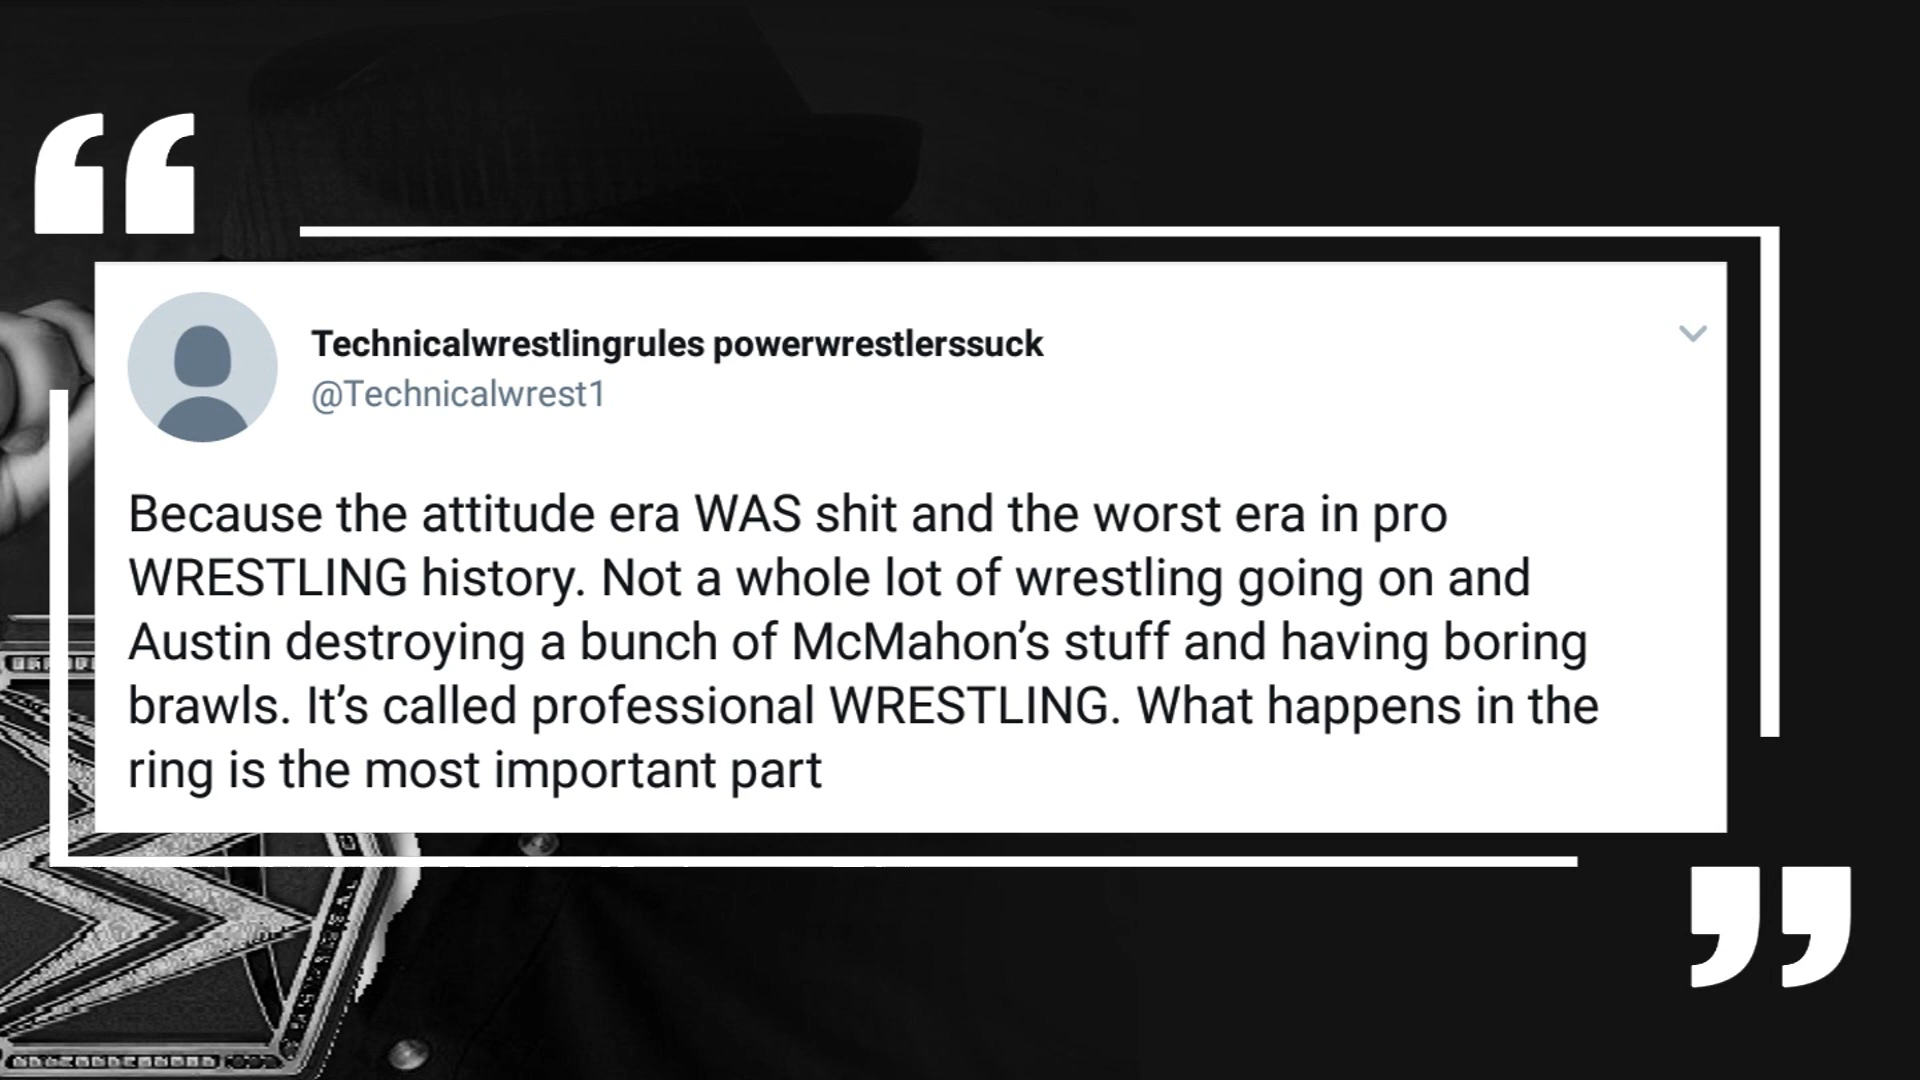 “
Technicalwrestlingrules powerwrestlerssuck
@Technicalwrest1
Because the attitude era WAS shit and the worst era in pro
WRESTLING history. Not a whole lot of wrestling going on and
Austin destroying a bunch of McMahon’s stuff and having boring
brawls. It’s called professional WRESTLING. What happens in the
ring is the most important part
”